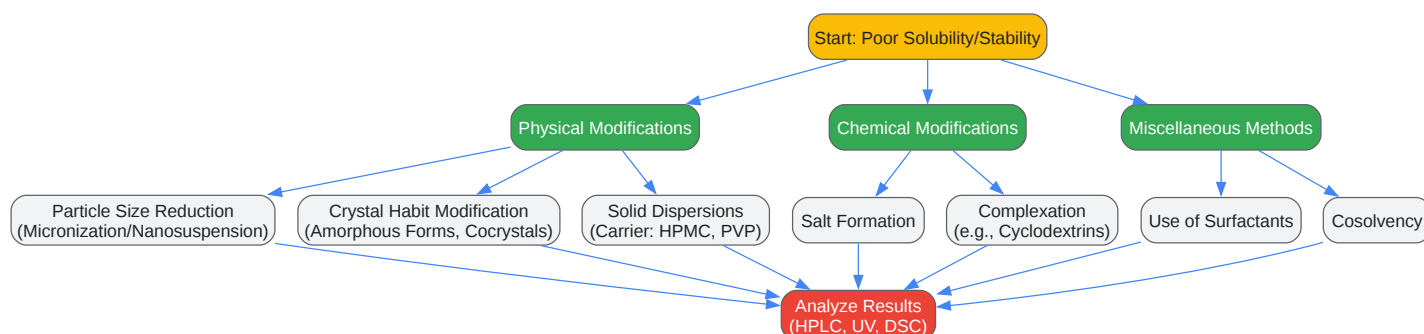 Start: Poor Solubility/Stability
Physical Modifications
Chemical Modifications
Miscellaneous Methods
Particle Size Reduction
(Micronization/Nanosuspension)
Crystal Habit Modification
(Amorphous Forms, Cocrystals)
Solid Dispersions
(Carrier: HPMC, PVP)
Salt Formation
Complexation
(e.g., Cyclodextrins)
Use of Surfactants
Cosolvency
Analyze Results
(HPLC, UV, DSC)